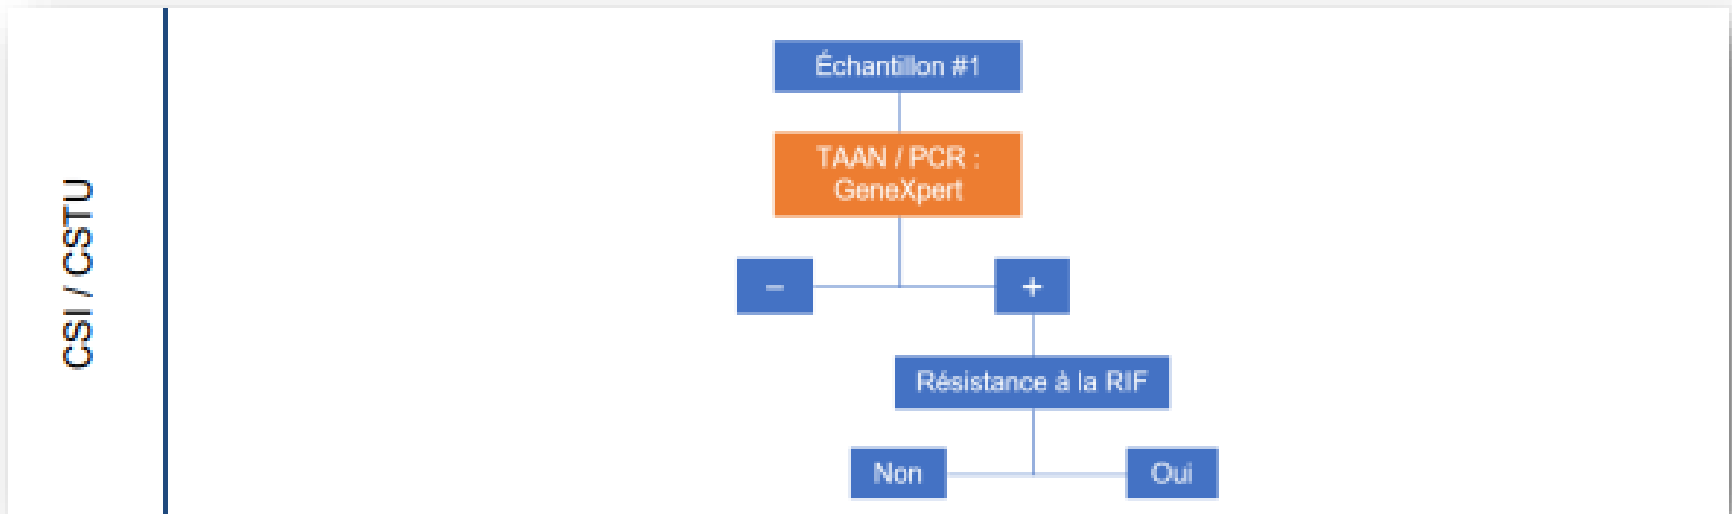 CSI / CSTU
Échantillon #1
TAAN / PCR :
GeneXpert
–
+
Résistance à la RIF
Non
Oui